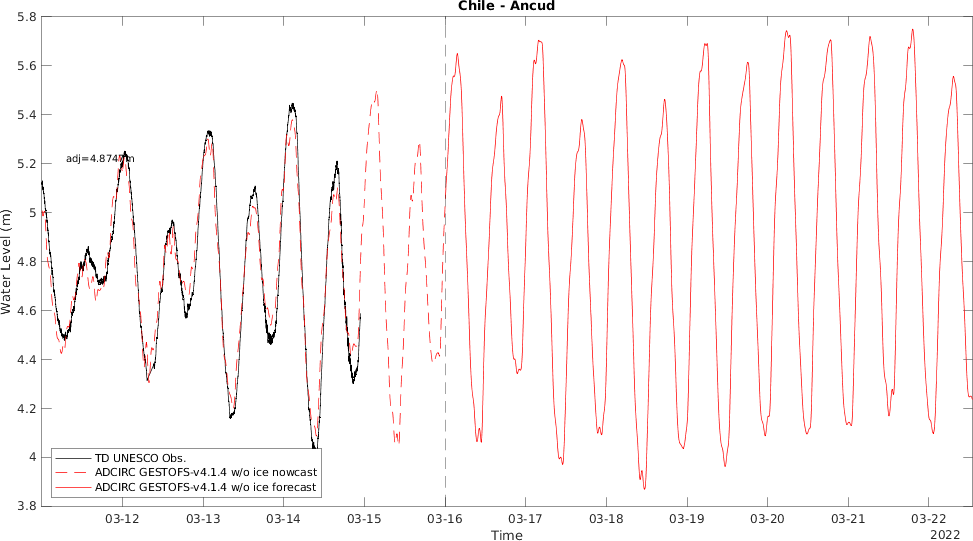 Chile - Ancud
5.8
5.6
5.4
5.2
5
4.8
4.6
4.4
4.2
4
3.8
Water Level (m)
adj=4.8747m
TD UNESCO Obs.
ADCIRC GESTOFS-v4.1.4 w/o ice nowcast
ADCIRC GESTOFS-v4.1.4 w/o ice forecast
03-12 03-13 03-14 03-15 03-16 03-17 03-18 03-19 03-20 03-21 03-22
Time
2022